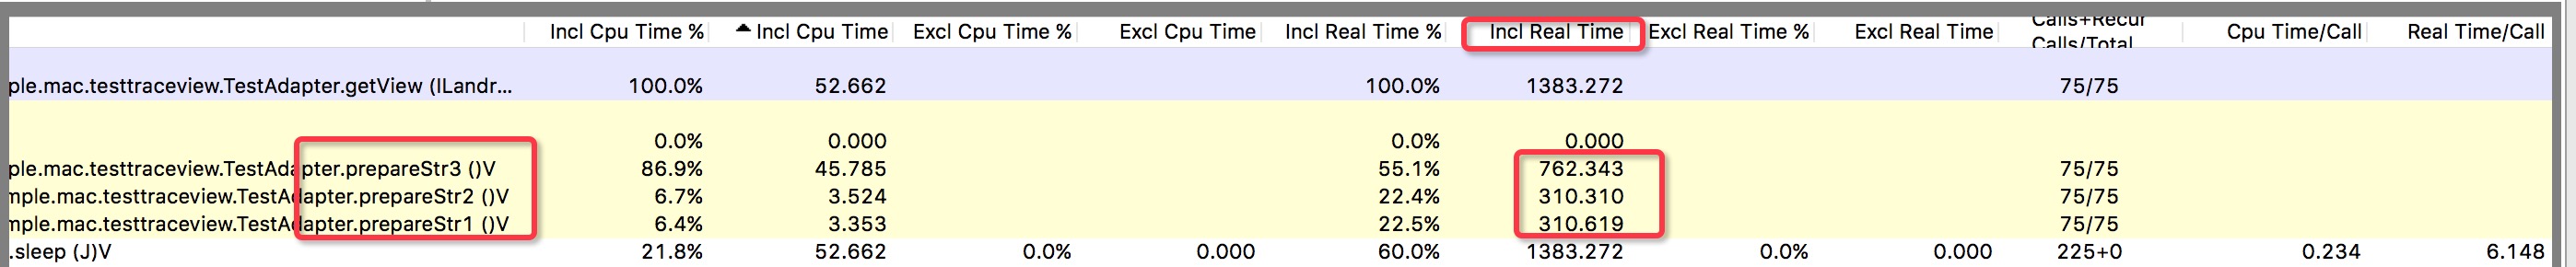 Incl Cpu Time % Incl Cpu Time Excl Cpu Time % Excl Cpu Time Incl Real Time % Incl Real Time Excl Real Time % Excl Real Time Calls+Recur Calls/Total Cpu Time/Call Real Time/Call
ple.mac.testtraceview.TestAdapter.getView (ILandr... 100.0% 52.662 100.0% 1383.272 75/75
0.0% 0.000 0.0% 0.000
ple.mac.testtraceview.TestAdapter.prepareStr3 ()V 86.9% 45.785 55.1% 762.343 75/75
mple.mac.testtraceview.TestAdapter.prepareStr2 ()V 6.7% 3.524 22.4% 310.310 75/75
mple.mac.testtraceview.TestAdapter.prepareStr1 ()V 6.4% 3.353 22.5% 310.619 75/75
.sleep (J)V 21.8% 52.662 0.0% 0.000 60.0% 1383.272 0.0% 0.000 225+0 0.234 6.148